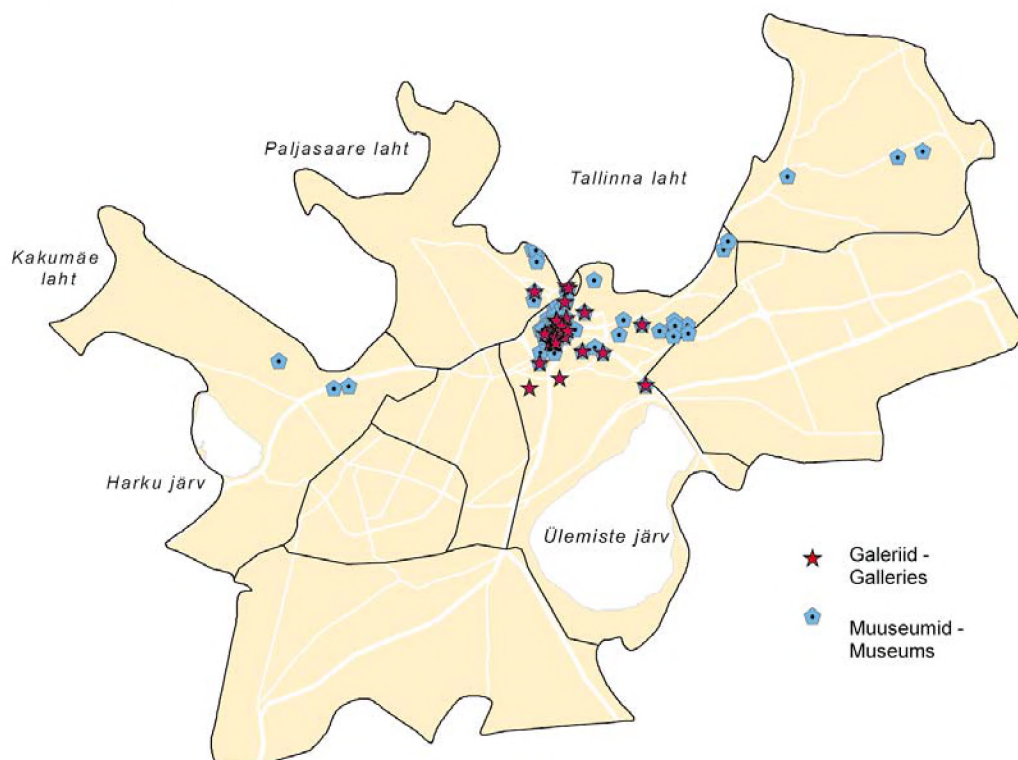 Paljasaare laht
Tallinna laht
Kakumäe
laht
Harku järv
Ülemiste järv
Galeriid -
Galleries
Muuseumid -
Museums